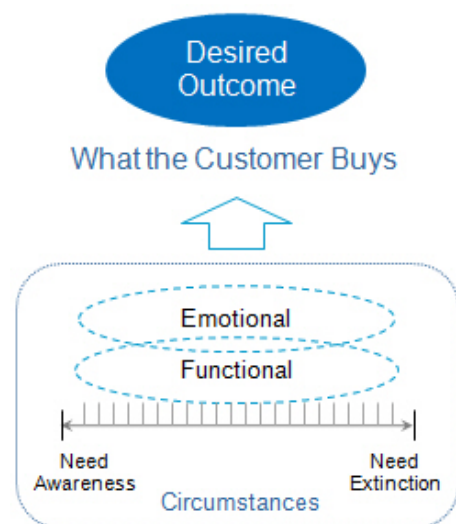 Desired
Outcome
What the Customer Buys
Emotional
Functional
Need
Awareness
Need
Extinction
Circumstances